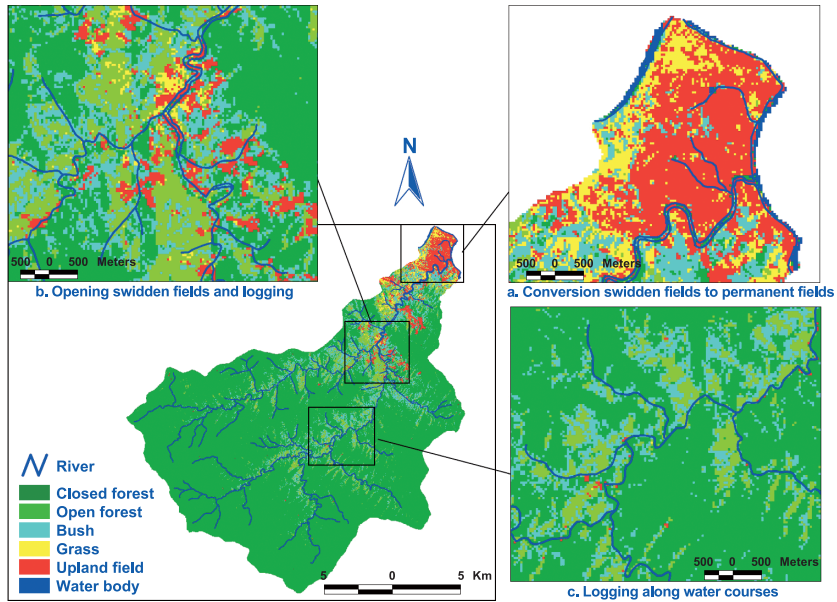 500 0 500 Meters
b. Opening swidden fields and logging
N
500 0 500 Meters
a. Conversion swidden fields to permanent fields
River
Closed forest
Open forest
Bush
Grass
Upland field
Water body
5 0 5 Km
500 0 500 Meters
c. Logging along water courses